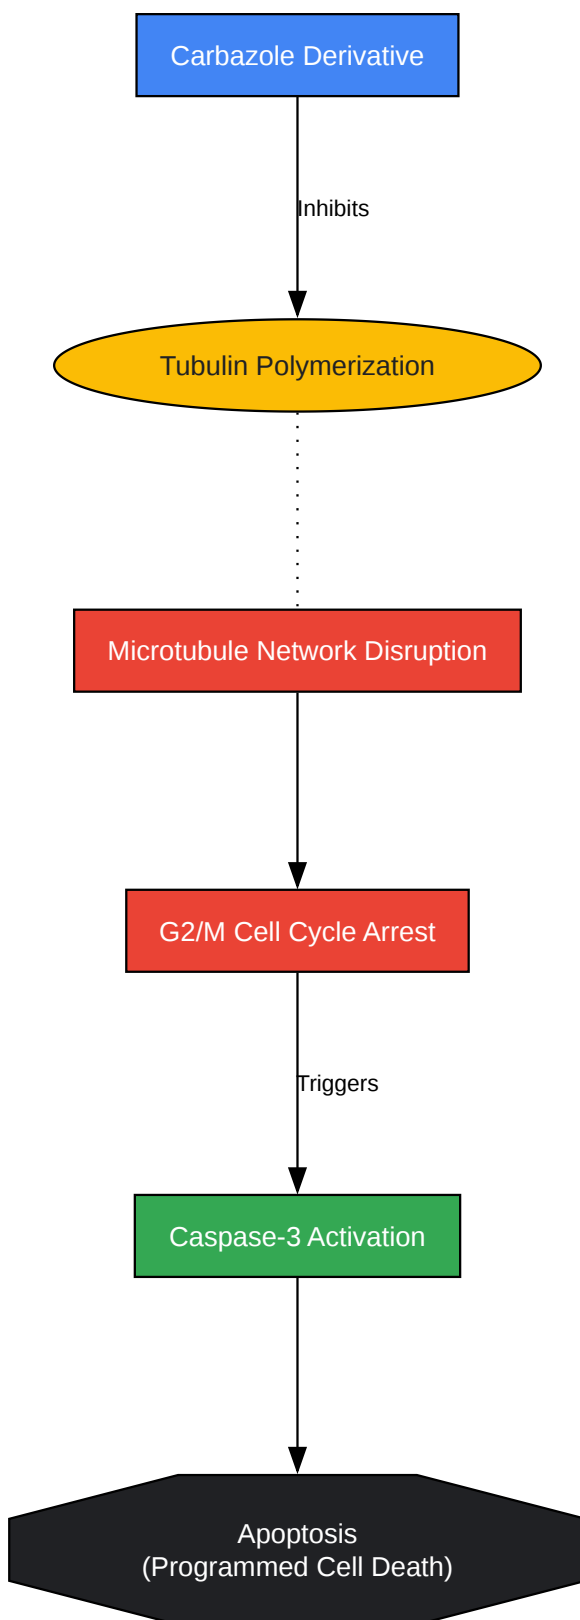 Carbazole Derivative
Inhibits
Tubulin Polymerization
Microtubule Network Disruption
G2/M Cell Cycle Arrest
Triggers
Caspase-3 Activation
Apoptosis
(Programmed Cell Death)